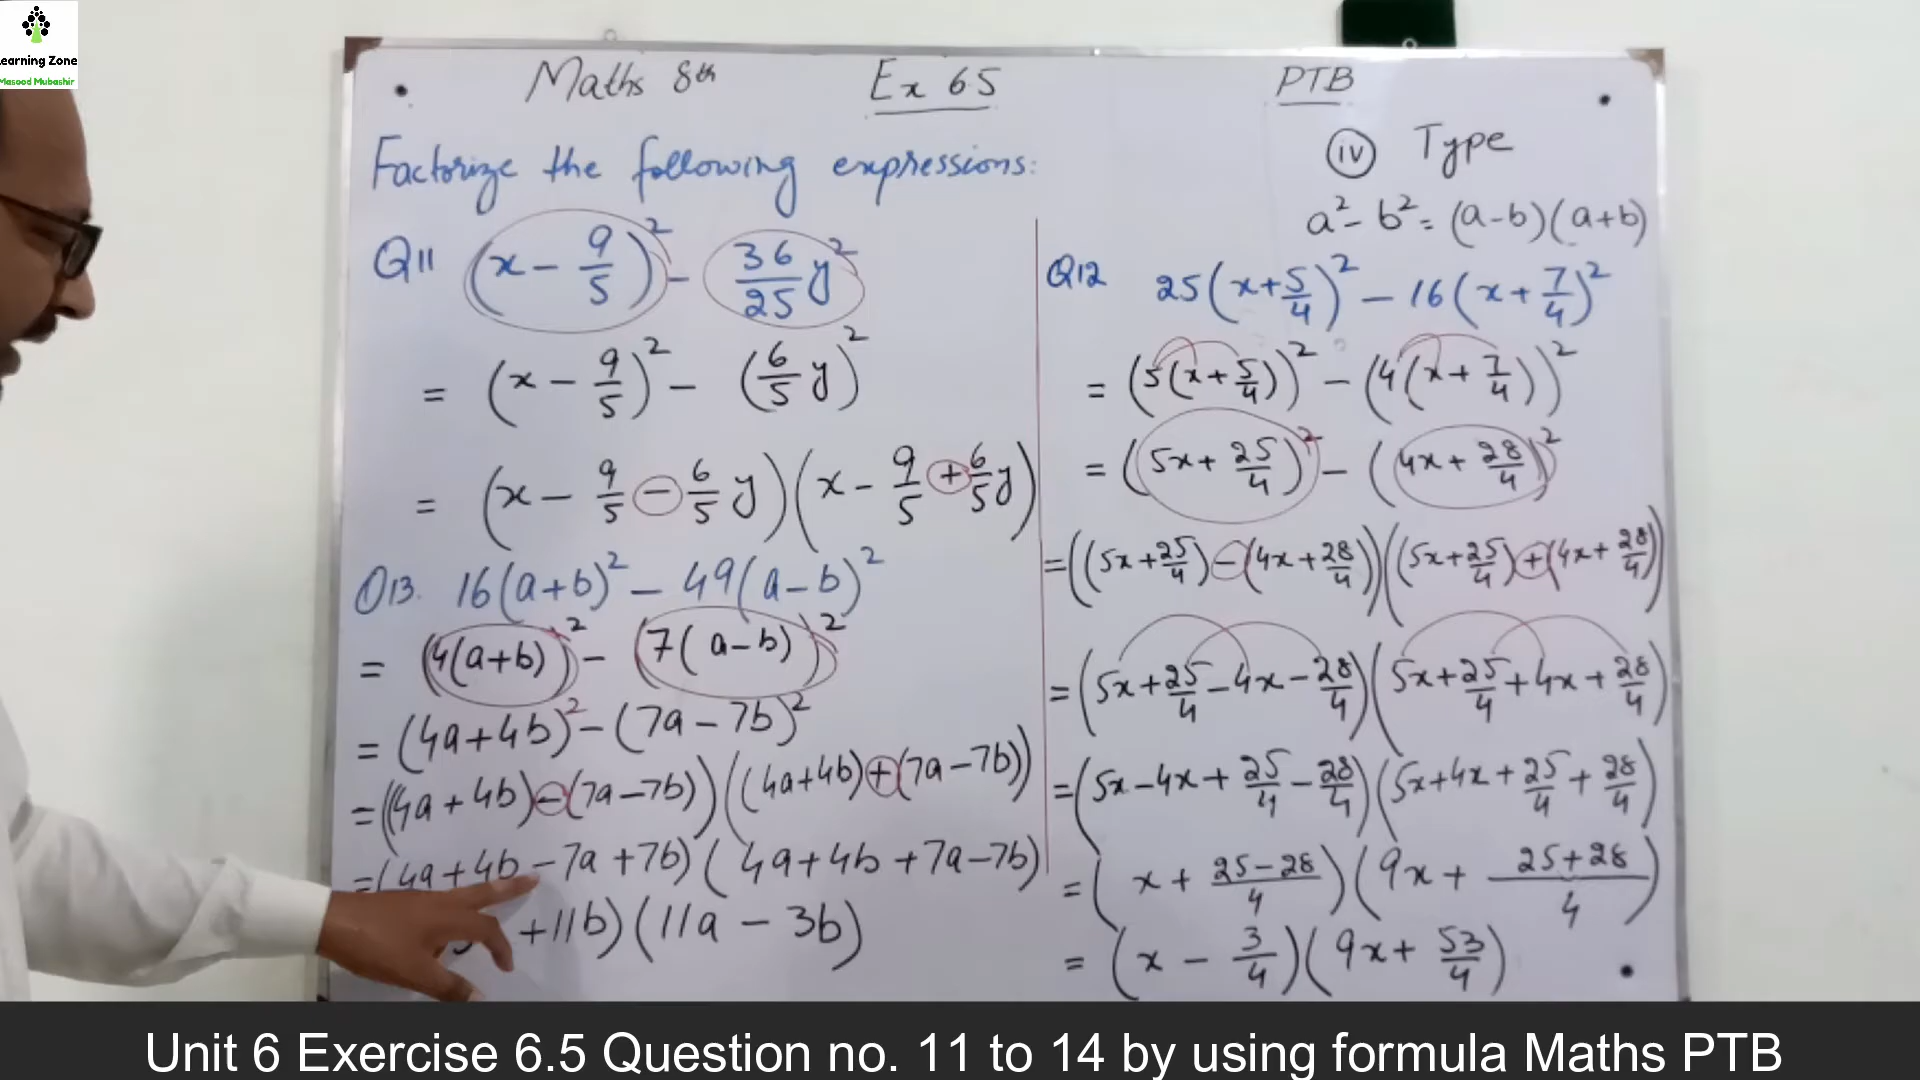 Learning Zone
Masood Mubashir
Maths 8th Ex 6.5 PTB
Factorize the following expressions:
iv Type
a² - b² = (a-b)(a+b)
Q11 (x - 9/5)² - 36/25 y²
= (x - 9/5)² - (6/5 y)²
= (x - 9/5 - 6/5 y)(x - 9/5 + 6/5 y)
Q13. 16(a+b)² - 49(a-b)²
= (4(a+b))² - (7(a-b))²
= (4a+4b)² - (7a-7b)²
= ((4a+4b)-(7a-7b))((4a+4b)+(7a-7b))
= (4a+4b-7a+7b)(4a+4b+7a-7b)
+11b)(11a - 3b)
Q12 25(x+5/4)² - 16(x+7/4)²
= (5(x+5/4))² - (4(x+7/4))²
= (5x+25/4)² - (4x+28/4)²
= ((5x+25/4)-(4x+28/4))((5x+25/4)+(4x+28/4))
= (5x+25/4-4x-28/4)(5x+25/4+4x+28/4)
= (5x-4x+25/4-28/4)(5x+4x+25/4+28/4)
= (x+ 25-28/4)(9x+ 25+28/4)
= (x - 3/4)(9x+ 53/4)
Unit 6 Exercise 6.5 Question no. 11 to 14 by using formula Maths PTB